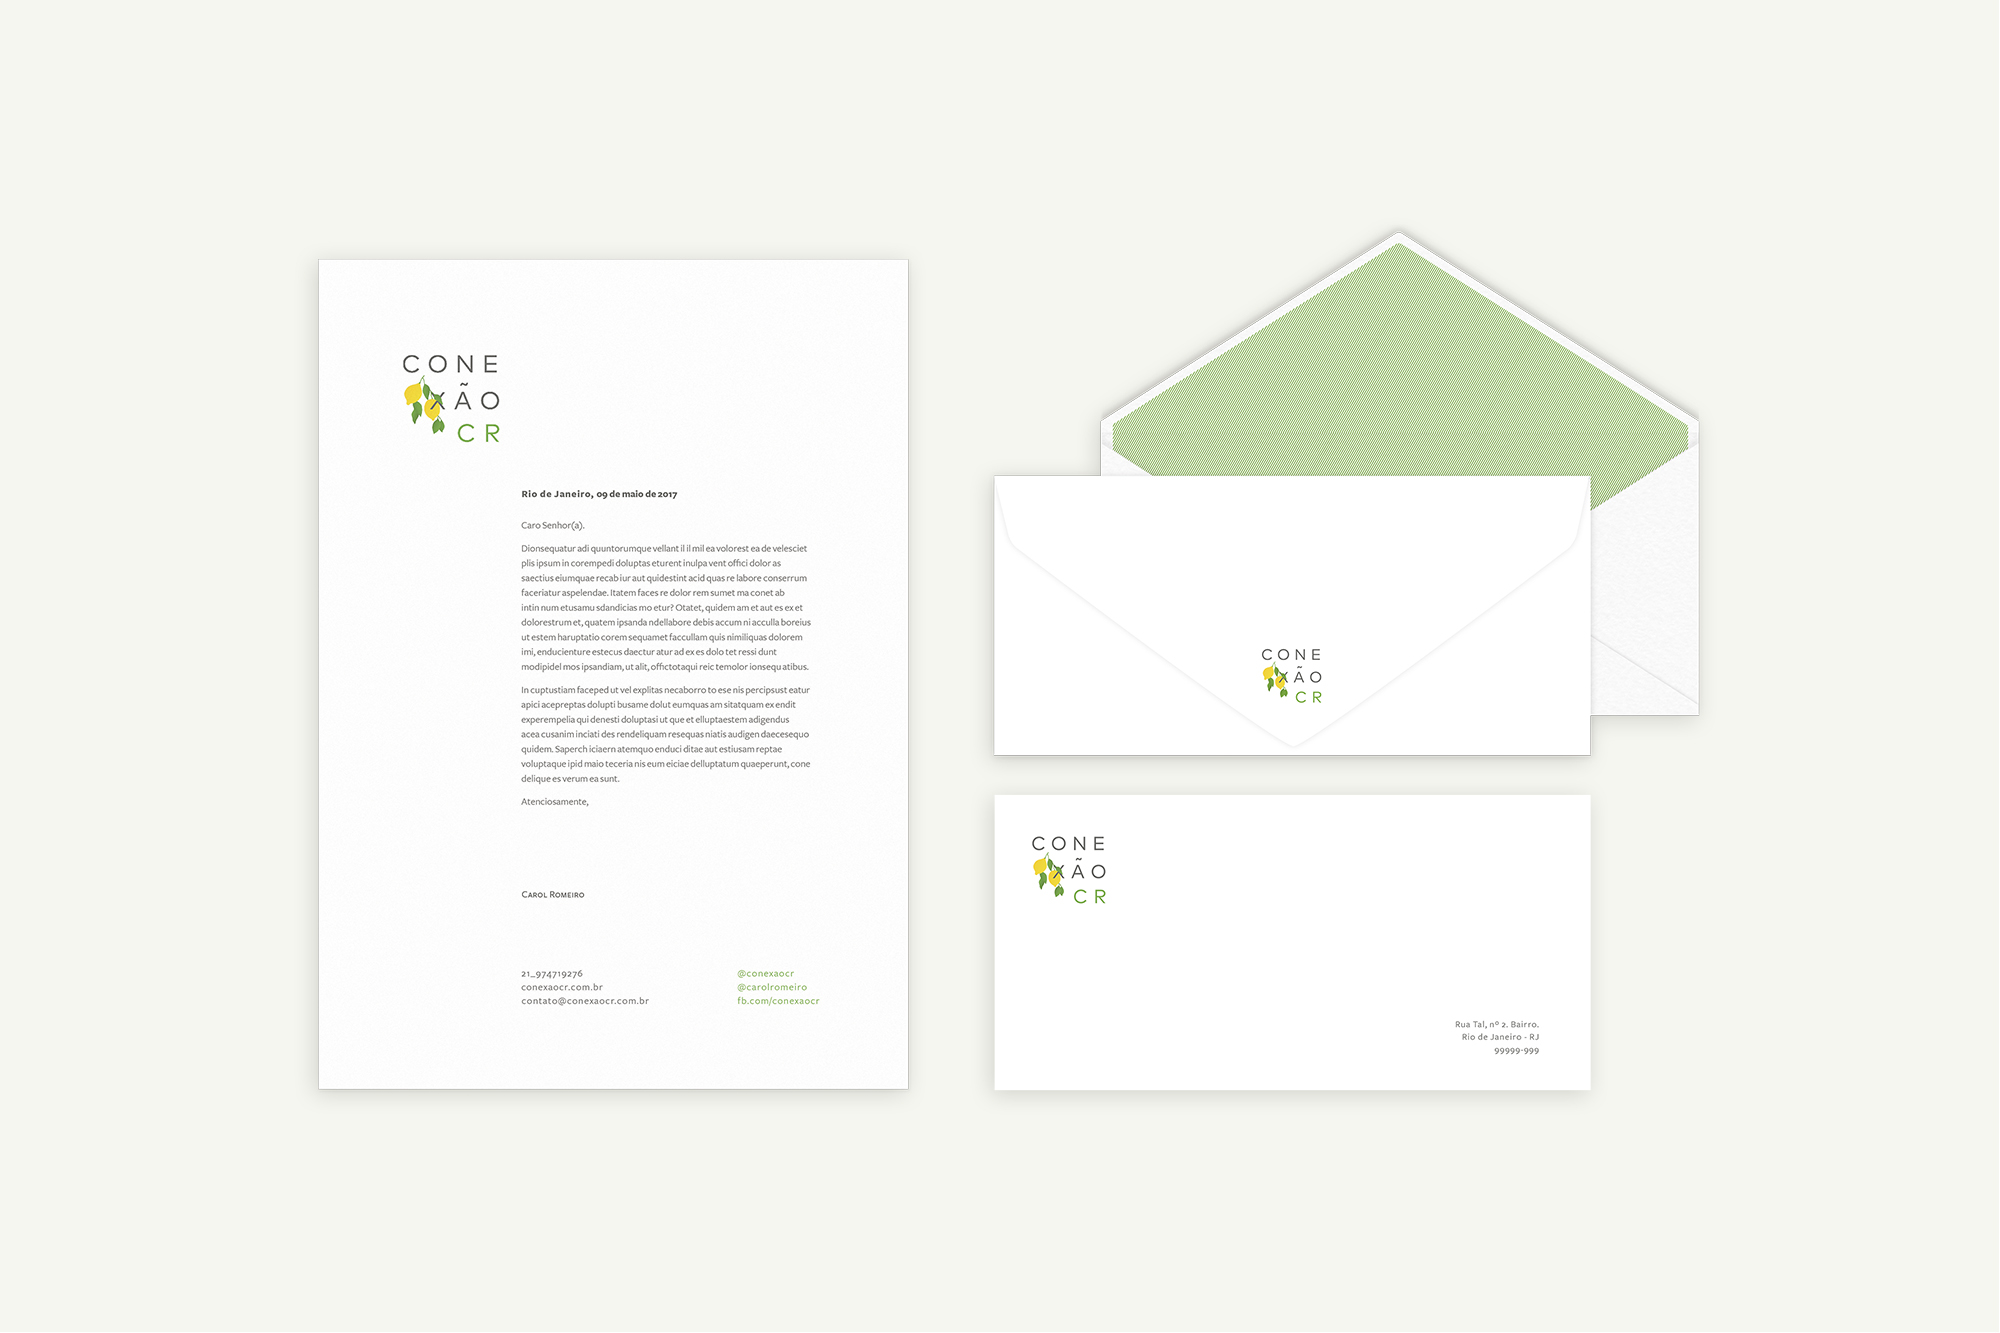 CONE
XÃO
CR
Rio de Janeiro, 09 de maio de 2017
Caro Senhor(a).
Dionsequatur adi quuntorumque vellant il il mil ea volorest ea de velesciet
plis ipsum in corempedi doluptas eturent inulpa vent offici dolor as
saectius eiumquae recab iur aut quidestint acid quas re labore conserrum
faceriatur aspelendae. Itatem faces re dolor rem sumet ma conet ab
intin num etusamu sdandicias mo etur? Otatet, quidem am et aut es ex et
dolorestrum et, quatem ipsanda ndellabore debis accum ni acculla boreius
ut estem haruptatio corem sequamet faccullam quis nimiliquas dolorem
imi, enducienture estecus daectur atur ad ex es dolo tet ressi dunt
modipidel mos ipsandiam, ut alit, offictotaqui reic temolor ionsequ atibus.
In cuptustiam faceped ut vel explitas necaborro to ese nis percipsust eatur
apici acepreptas dolupti busame dolut eumquas am sitatquam ex endit
experempelia qui denesti doluptasi ut que et elluptaestem adigendus
acea cusanim inciati des rendeliquam resequas niatis audigen daecesequo
quidem. Saperch iciaern atemquo enduci ditae aut estiusam reptae
voluptaque ipid maio teceria nis eum eiciae delluptatum quaeperunt, cone
delique es verum ea sunt.
Atenciosamente,
Carol Romeiro
21_974719276
conexaocr.com.br
contato@conexaocr.com.br
@conexaocr
@carolromeiro
fb.com/conexaocr
CONE
XÃO
CR
CONE
XÃO
CR
Rua Tal, nº 2. Bairro.
Rio de Janeiro - RJ
99999-999